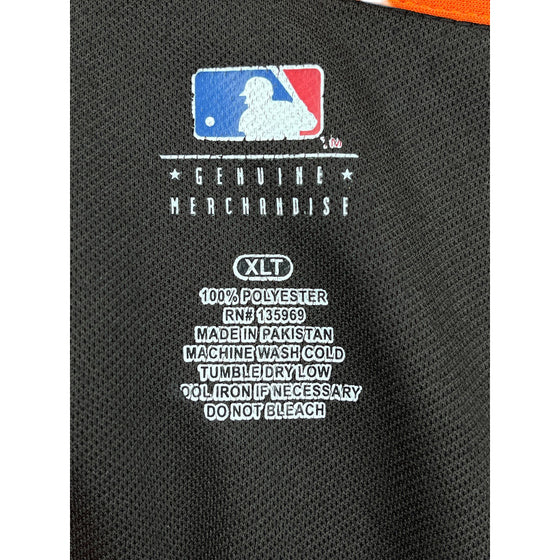 GENUINE
MERCHANDISE
XLT
100% POLYESTER
RN# 135969
MADE IN PAKISTAN
MACHINE WASH COLD
TUMBLE DRY LOW
OOL IRON IF NECESSARY
DO NOT BLEACH